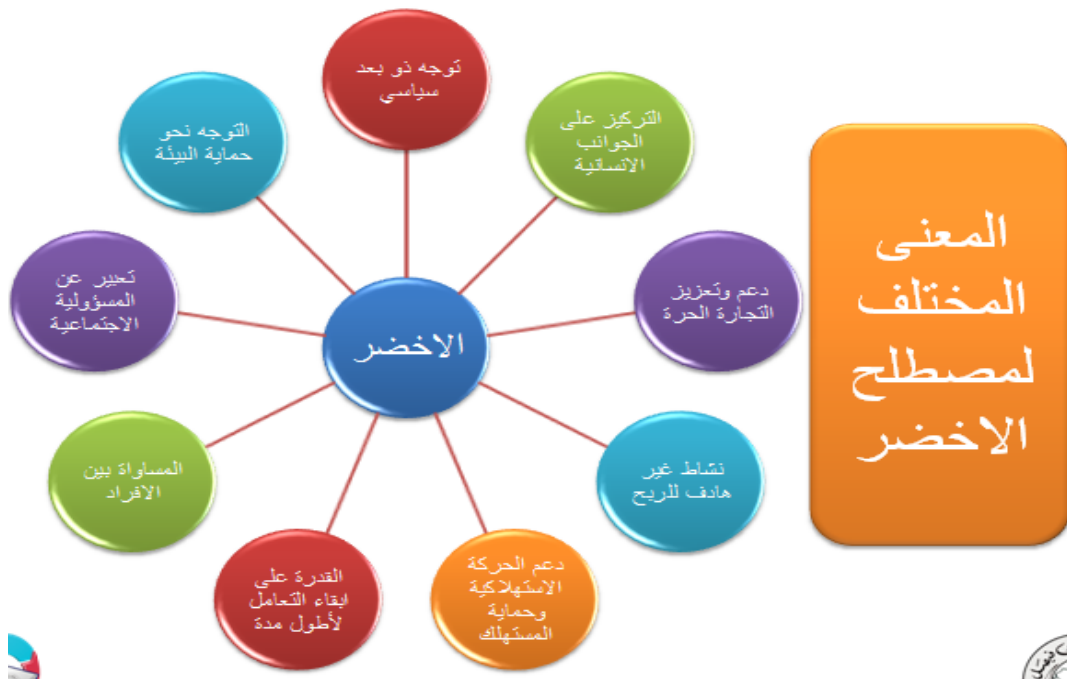 المعنى
المختلف
لمصطلح
الاخضر
الاخضر
توجه ذو بعد
سياسي
التركيز على
الجوانب
الانسانية
دعم وتعزيز
التجارة الحرة
نشاط غير
هادف للربح
دعم الحركة
الاستهلاكية
وحماية
المستهلك
القدرة على
ابقاء التعامل
لأطول مدة
المساواة بين
الافراد
تعبير عن
المسؤولية
الاجتماعية
التوجه نحو
حماية البيئة